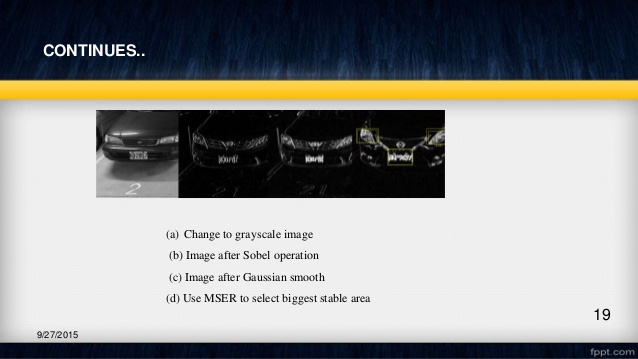 CONTINUES..
2
(a) Change to grayscale image
(b) Image after Sobel operation
(c) Image after Gaussian smooth
(d) Use MSER to select biggest stable area
19
9/27/2015
fppt.com